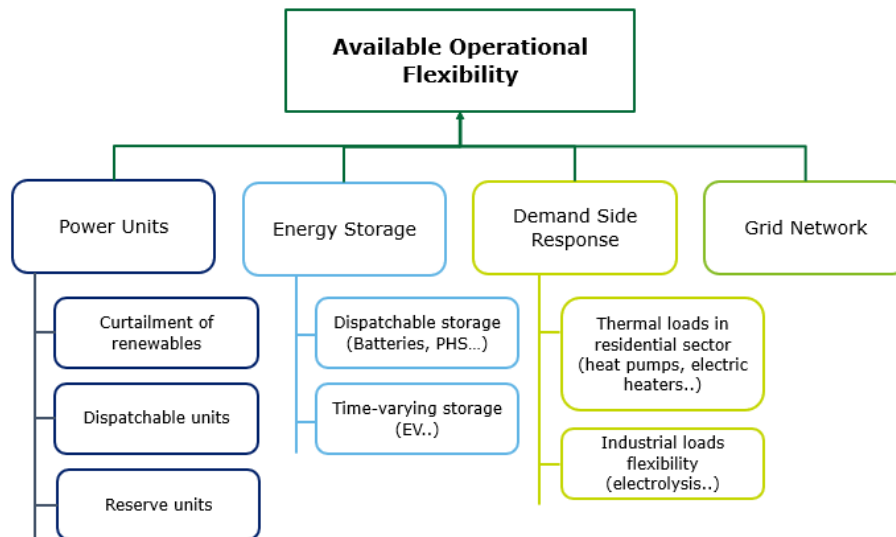 Available Operational
Flexibility
Power Units
Energy Storage
Demand Side
Response
Grid Network
Curtailment of
renewables
Dispatchable units
Reserve units
Dispatchable storage
(Batteries, PHS...)
Time-varying storage
(EV..)
Thermal loads in
residential sector
(heat pumps, electric
heaters..)
Industrial loads
flexibility
(electrolysis..)